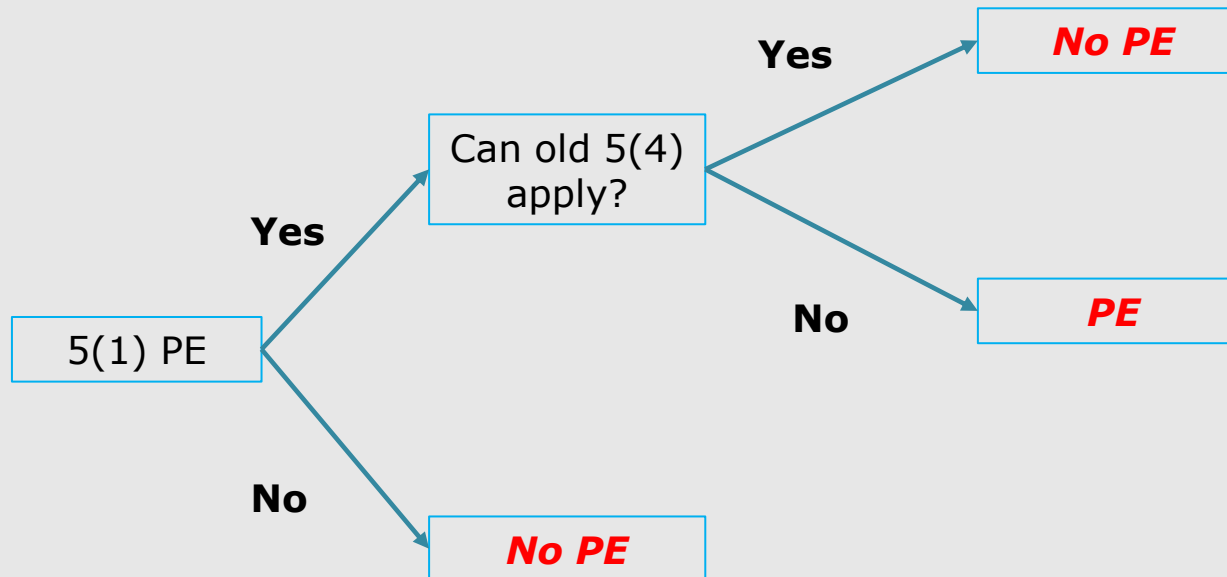 Yes
No PE
Can old 5(4)
apply?
Yes
No
PE
5(1) PE
No
No PE